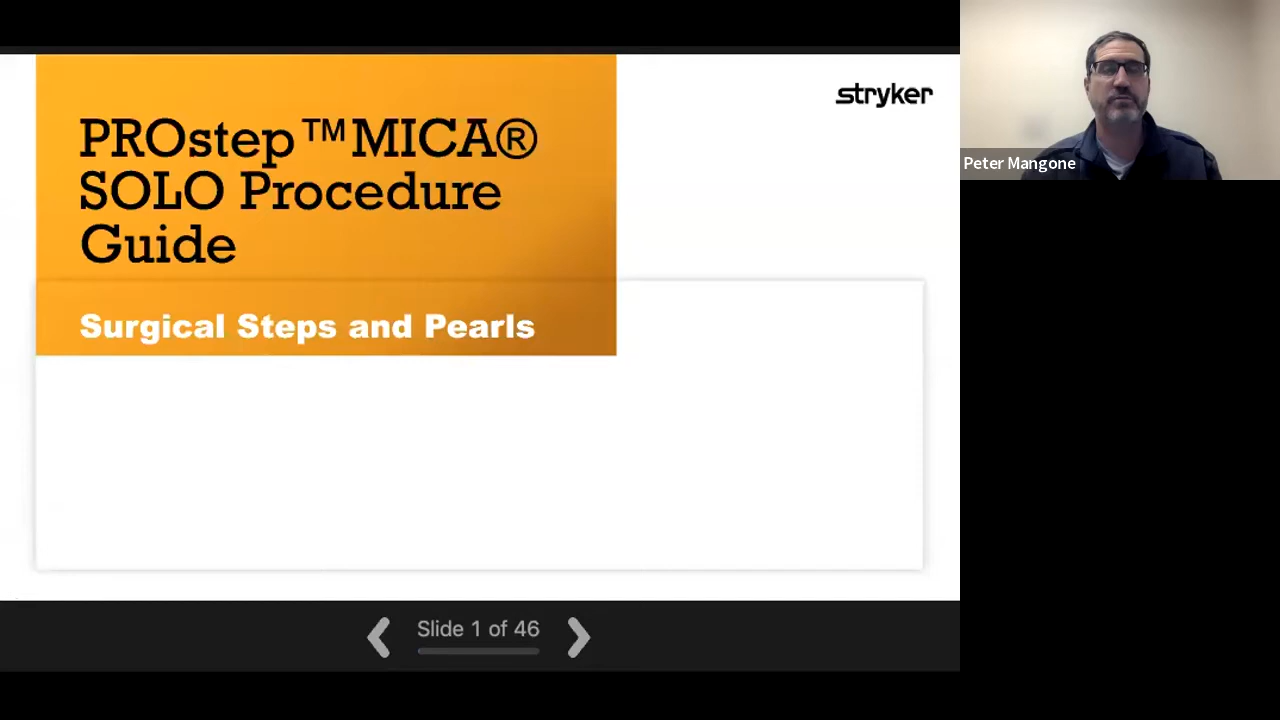 stryker
PROstep™MICA®
SOLO Procedure
Guide
Surgical Steps and Pearls
Peter Mangone
Slide 1 of 46